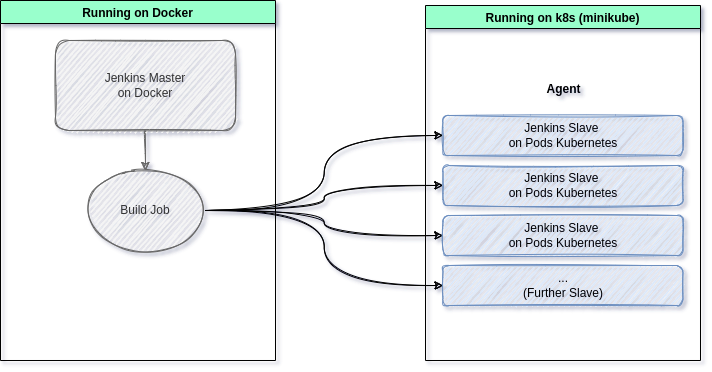 Running on Docker
Jenkins Master
on Docker
Build Job
Running on k8s (minikube)
Agent
Jenkins Slave
on Pods Kubernetes
Jenkins Slave
on Pods Kubernetes
Jenkins Slave
on Pods Kubernetes
...
(Further Slave)